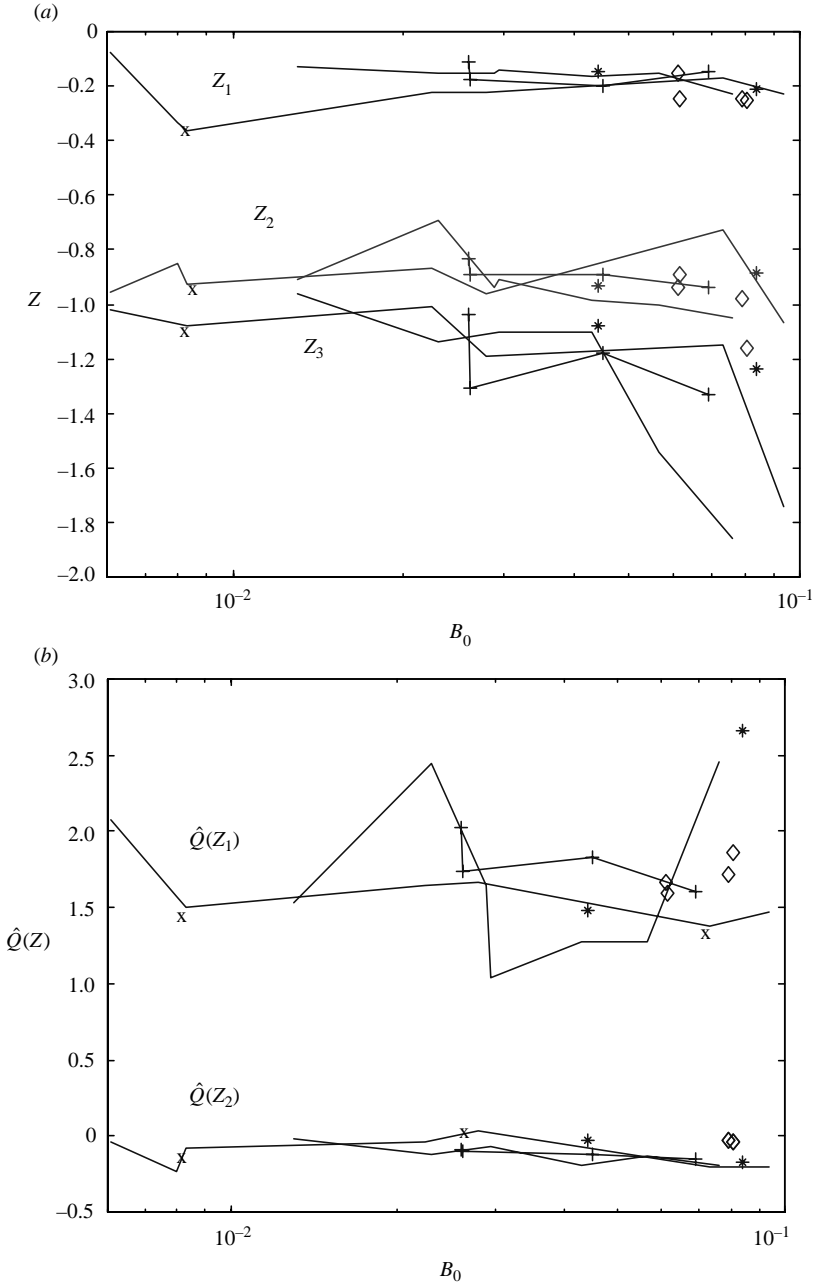 (a)
0
–0.2
–0.4
–0.6
–0.8
–1.0
–1.2
–1.4
–1.6
–1.8
–2.0
Z
Z₁
Z₂
Z₃
10⁻²
10⁻¹
B₀
(b)
3.0
2.5
2.0
1.5
1.0
0.5
0
–0.5
Q̂(Z)
Q̂(Z₁)
Q̂(Z₂)
10⁻²
10⁻¹
B₀